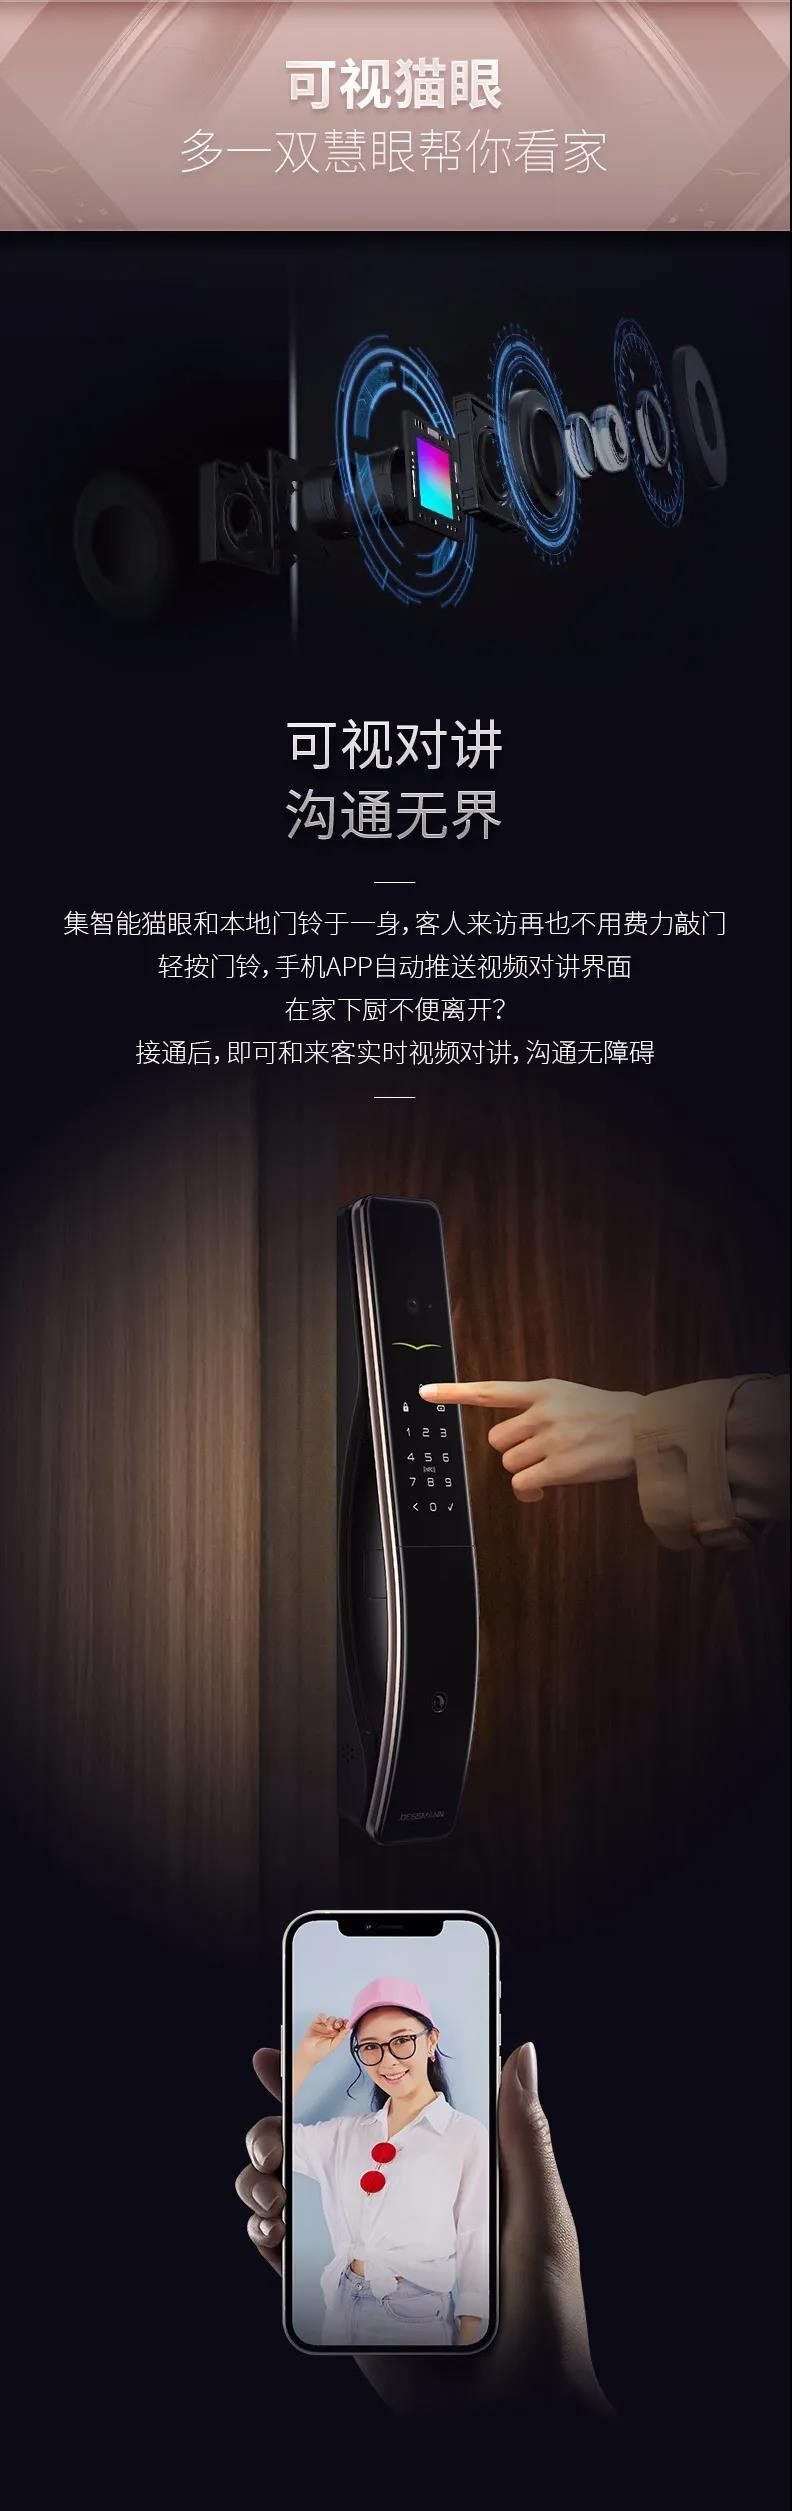 可视猫眼
多一双慧眼帮你看家
可视对讲
沟通无界
集智能猫眼和本地门铃于一身，客人来访再也不用费力敲门
轻按门铃，手机APP自动推送视频对讲界面
在家下厨不便离开？
接通后，即可和来客实时视频对讲，沟通无障碍
1 2 3
4 5 6
7 8 9
< 0 ✓
DESSMANN